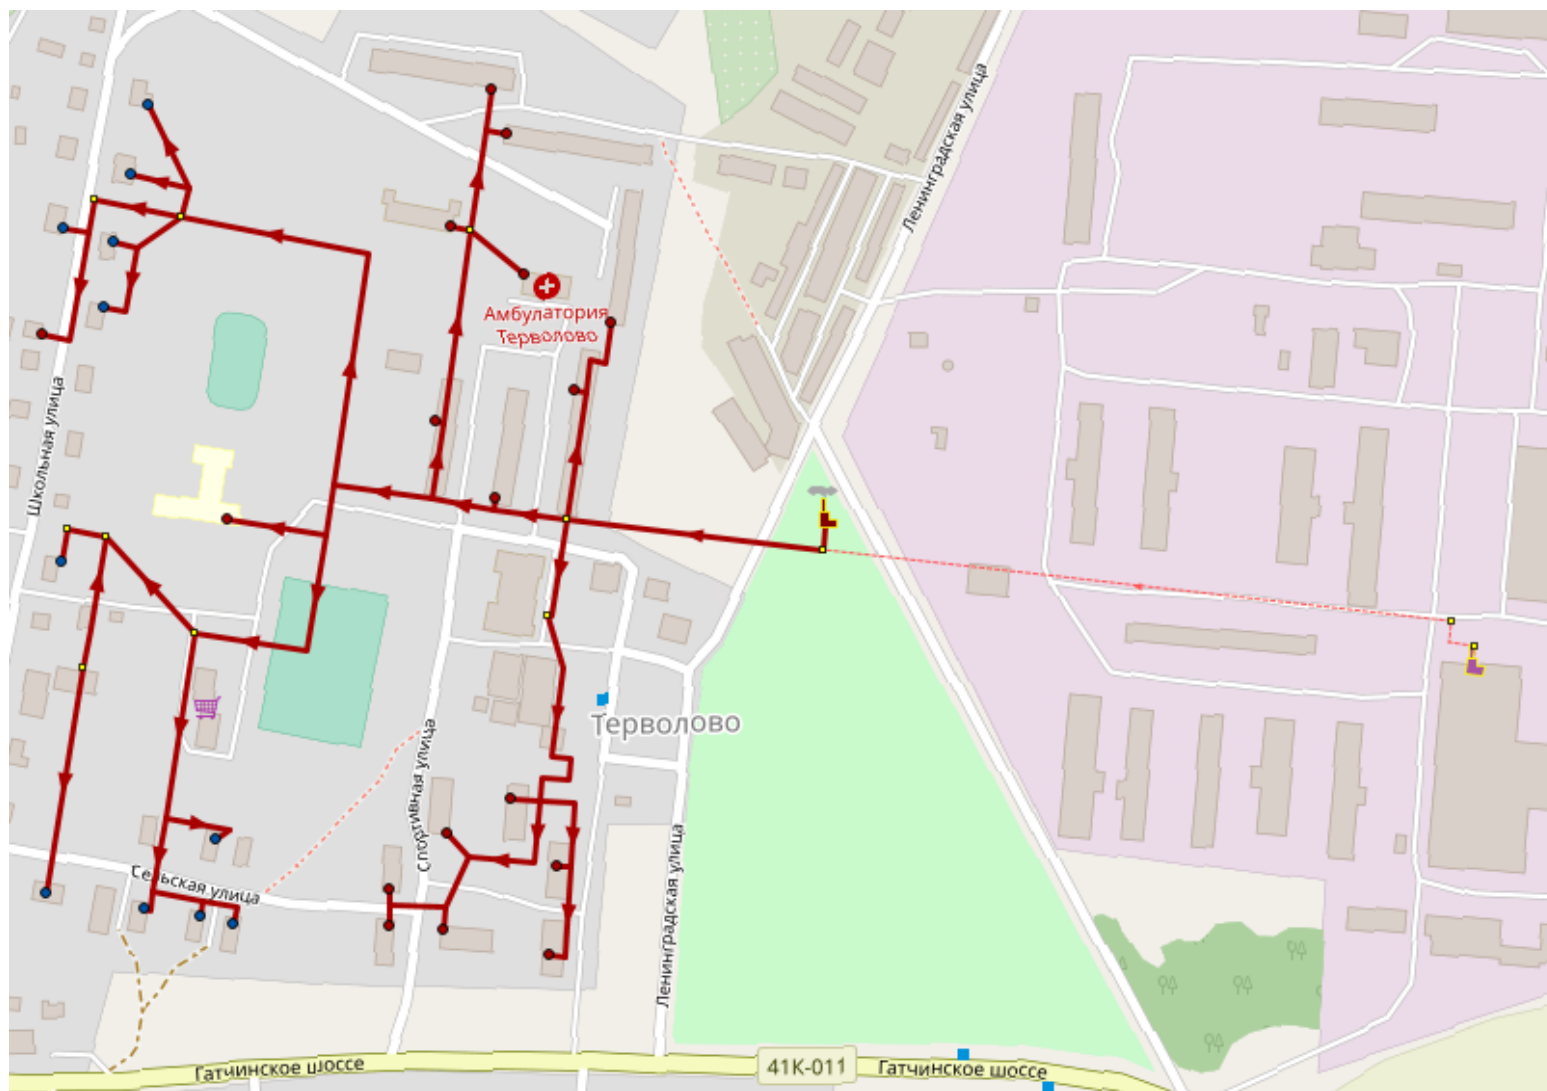 Ленинградская улица
Амбулатория
Терволово
Школьная улица
Терволово
Спортивная улица
Ленинградская улица
Сельская улица
Гатчинское шоссе
41К-011
Гатчинское шоссе